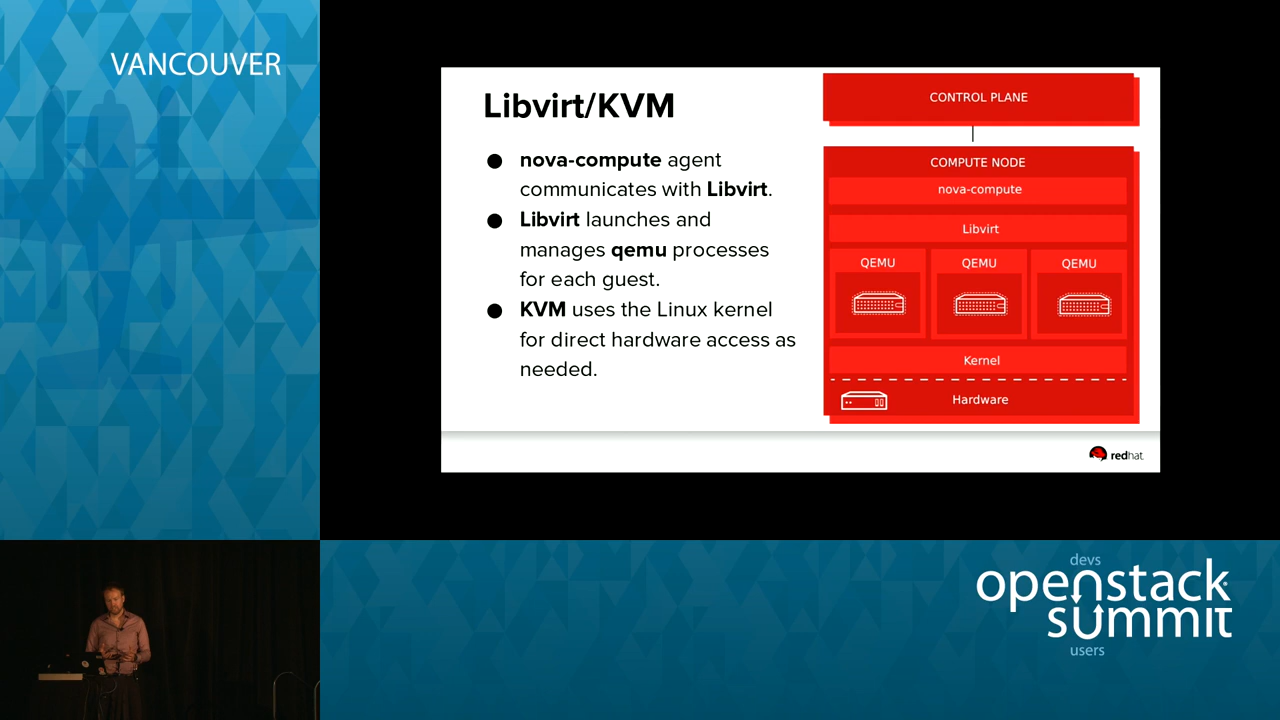 VANCOUVER
Libvirt/KVM
● nova-compute agent
communicates with Libvirt.
● Libvirt launches and
manages qemu processes
for each guest.
● KVM uses the Linux kernel
for direct hardware access as
needed.
CONTROL PLANE
COMPUTE NODE
nova-compute
Libvirt
QEMU QEMU QEMU
Kernel
Hardware
redhat
devs
openstack
summit
users